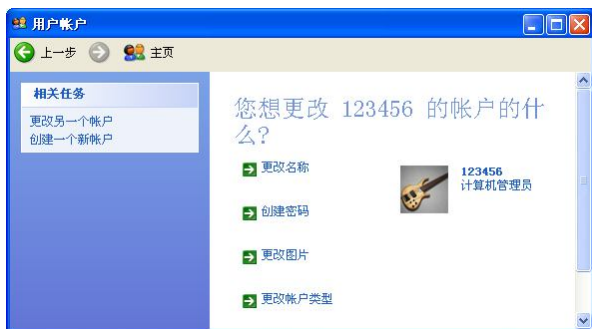 用户帐户
上一步 主页
相关任务
更改另一个帐户
创建一个新帐户
您想更改 123456 的帐户的什
么?
更改名称
创建密码
更改图片
更改帐户类型
123456
计算机管理员